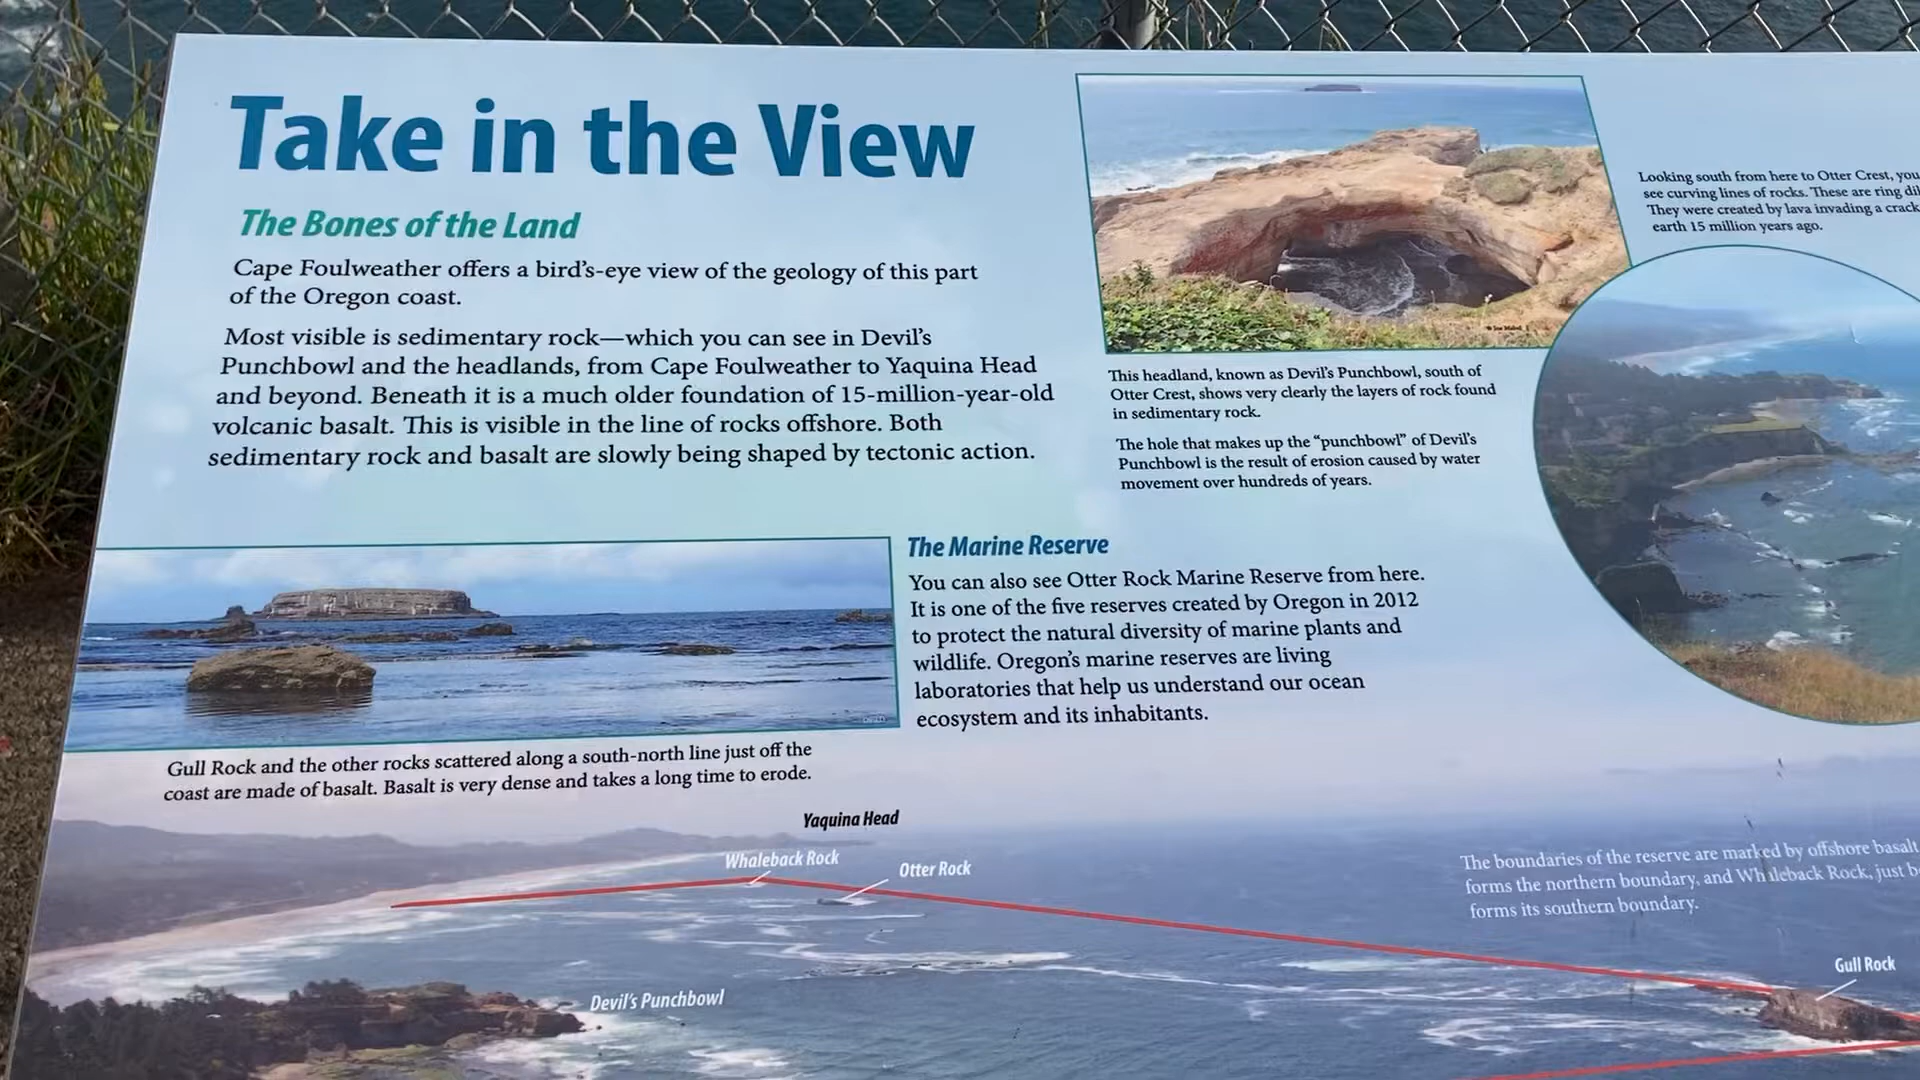 Take in the View
The Bones of the Land
Cape Foulweather offers a bird's-eye view of the geology of this part
of the Oregon coast.
Most visible is sedimentary rock—which you can see in Devil's
Punchbowl and the headlands, from Cape Foulweather to Yaquina Head
and beyond. Beneath it is a much older foundation of 15-million-year-old
volcanic basalt. This is visible in the line of rocks offshore. Both
sedimentary rock and basalt are slowly being shaped by tectonic action.
This headland, known as Devil's Punchbowl, south of
Otter Crest, shows very clearly the layers of rock found
in sedimentary rock.
The hole that makes up the "punchbowl" of Devil's
Punchbowl is the result of erosion caused by water
movement over hundreds of years.
Looking south from here to Otter Crest, you
see curving lines of rocks. These are ring
They were created by lava invading a crack
earth 15 million years ago.
The Marine Reserve
You can also see Otter Rock Marine Reserve from here.
It is one of the five reserves created by Oregon in 2012
to protect the natural diversity of marine plants and
wildlife. Oregon's marine reserves are living
laboratories that help us understand our ocean
ecosystem and its inhabitants.
Gull Rock and the other rocks scattered along a south-north line just off the
coast are made of basalt. Basalt is very dense and takes a long time to erode.
Yaquina Head
Whaleback Rock
Otter Rock
The boundaries of the reserve are marked by offshore basalt
forms the northern boundary, and Whaleback Rock, just
forms its southern boundary.
Gull Rock
Devil's Punchbowl